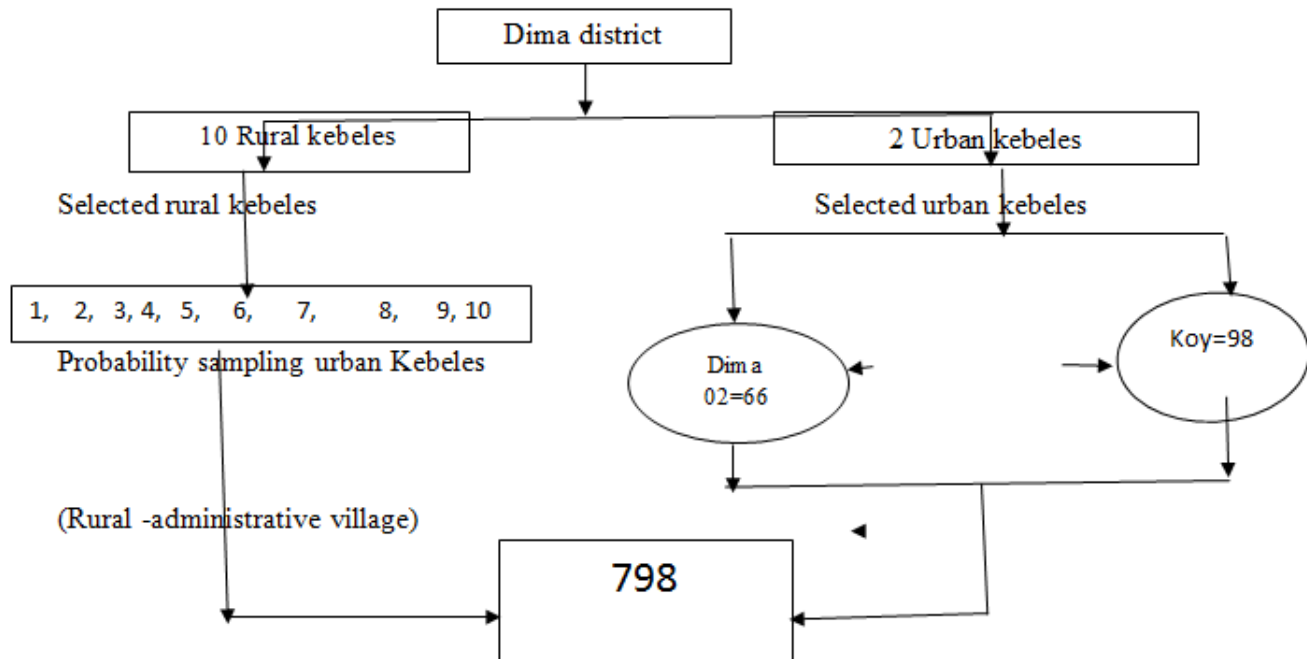 Dima district
10 Rural kebeles
2 Urban kebeles
Selected rural kebeles
Selected urban kebeles
1, 2, 3, 4, 5, 6, 7, 8, 9, 10
Probability sampling urban Kebeles
Dima
02=66
Koy=98
(Rural -administrative village)
798